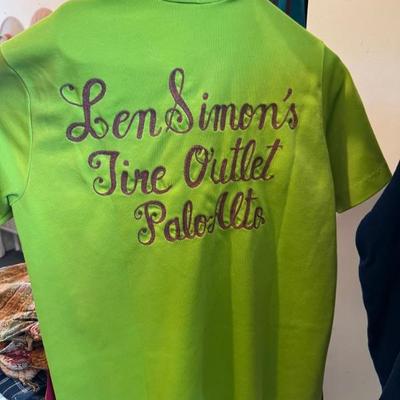 Len Simon's
Tire Outlet
Palo Alto